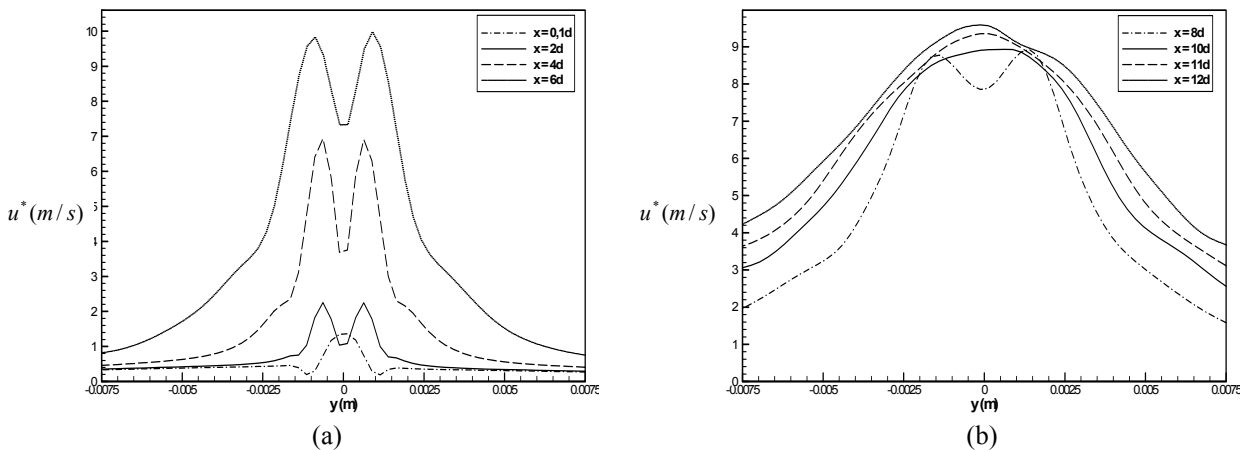 10
9
8
7
6
5
4
3
2
1
0
u* (m/s)
x=0,1d
x=2d
x=4d
x=6d
-0.0075
-0.005
-0.0025
0
0.0025
0.005
0.0075
y(m)
(a)
9
8
7
6
5
4
3
2
1
0
u* (m/s)
x=8d
x=10d
x=11d
x=12d
-0.0075
-0.005
-0.0025
0
0.0025
0.005
0.0075
y(m)
(b)